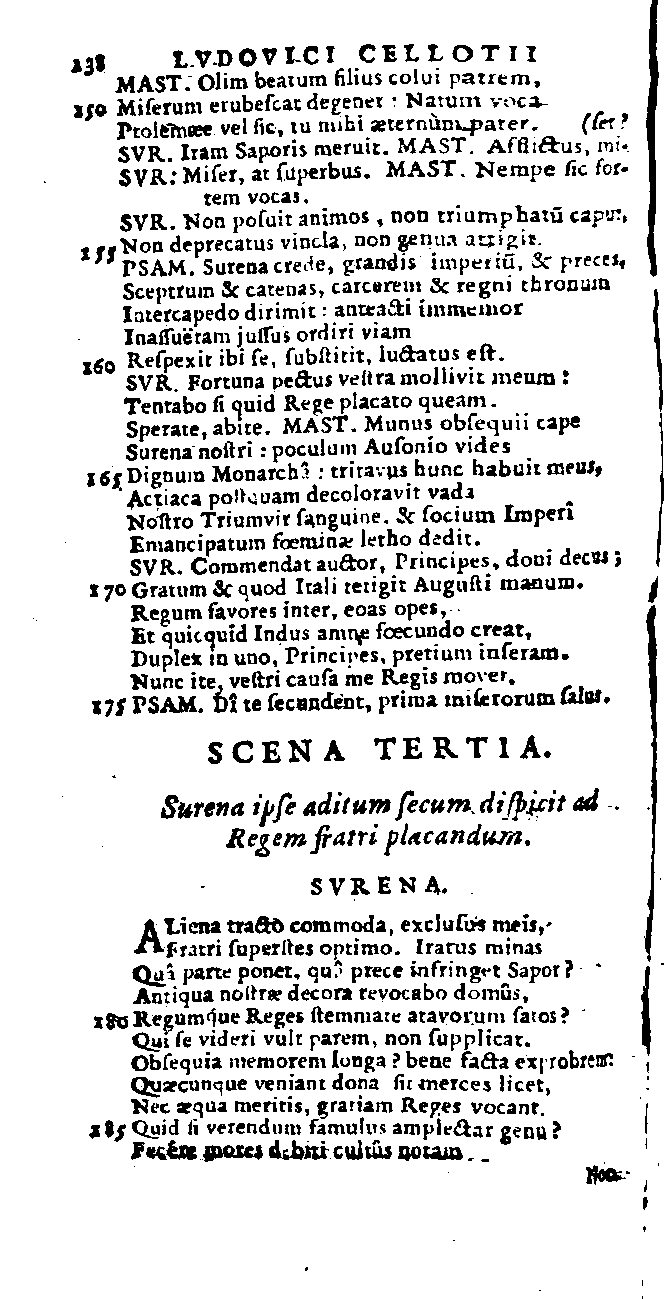 238 LVDOVICI CELLOTII
MAST. Olim beatum filius colui patrem,
150 Miſerum erubeſcat degener : Natum voca
Ptolemæe vel ſic, tu mihi æternùm pater. (ſer?
SVR. Iram Saporis meruit. MAST. Afflictus, mi-
SVR: Miſer, at ſuperbus. MAST. Nempe ſic for-
tem vocas.
SVR. Non poſuit animos , non triumphatū caput,
155 Non deprecatus vincla, non genua attigit.
PSAM. Surena crede, grandis imperiū, & preces,
Sceptrum & catenas, carcerem & regni thronum
Intercapedo dirimit : anteacti immemor
Inaſſuëtam juſſus ordiri viam
160 Reſpexit ibi ſe, ſubſtitit, luctatus eſt.
SVR. Fortuna pectus veſtra mollivit meum :
Tentabo ſi quid Rege placato queam.
Sperate, abite. MAST. Munus obſequii cape
Surena noſtri : poculum Auſonio vides
165 Dignum Monarchâ : tritavus hunc habuit meus,
Actiaca poſtquam decoloravit vada
Noſtro Triumvir ſanguine. & ſocium Imperî
Emancipatum fœminæ letho dedit.
SVR. Commendat auctor, Principes, doni decus ;
170 Gratum & quod Itali tetigit Auguſti manum.
Regum favores inter, eoas opes,
Et quicquid Indus amne fœcundo creat,
Duplex in uno, Principes, pretium inferam.
Nunc ite, veſtri cauſa me Regis movet.
175 PSAM. Dî te ſecundent, prima miſerorum ſalus.
SCENA TERTIA.
Surena ipſe aditum ſecum diſpicit ad
Regem fratri placandum.
SVRENA.
ALiena tracto commoda, excluſus meis,
Fratri ſuperſtes optimo. Iratus minas
Quâ parte ponet, quô prece infringet Sapor?
Antiqua noſtræ decora revocabo domûs,
180 Regumque Reges ſtemmate atavorum ſatos?
Qui ſe videri vult parem, non ſupplicat.
Obſequia memorem longa ? bene facta exprobrem?
Quæcunque veniant dona ſit merces licet,
Nec æqua meritis, gratiam Reges vocant.
185 Quid ſi verendum famulus amplectar genu ?
Fecêre mores debiti cultûs notam
Non